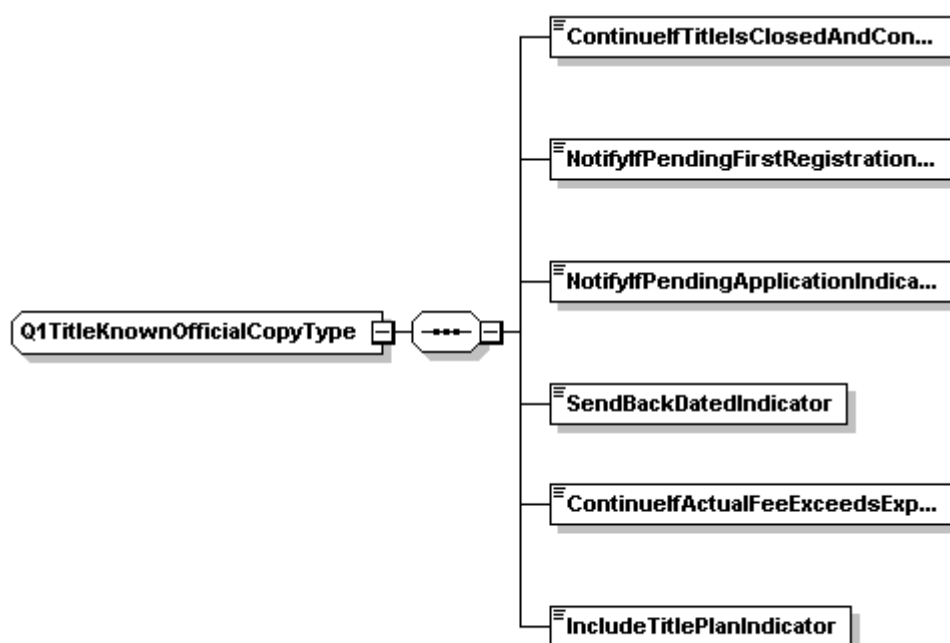 ContinueIfTitleIsClosedAndCon...
NotifyIfPendingFirstRegistration...
NotifyIfPendingApplicationIndica...
Q1TitleKnownOfficialCopyType
SendBackDatedIndicator
ContinueIfActualFeeExceedsExp...
IncludeTitlePlanIndicator